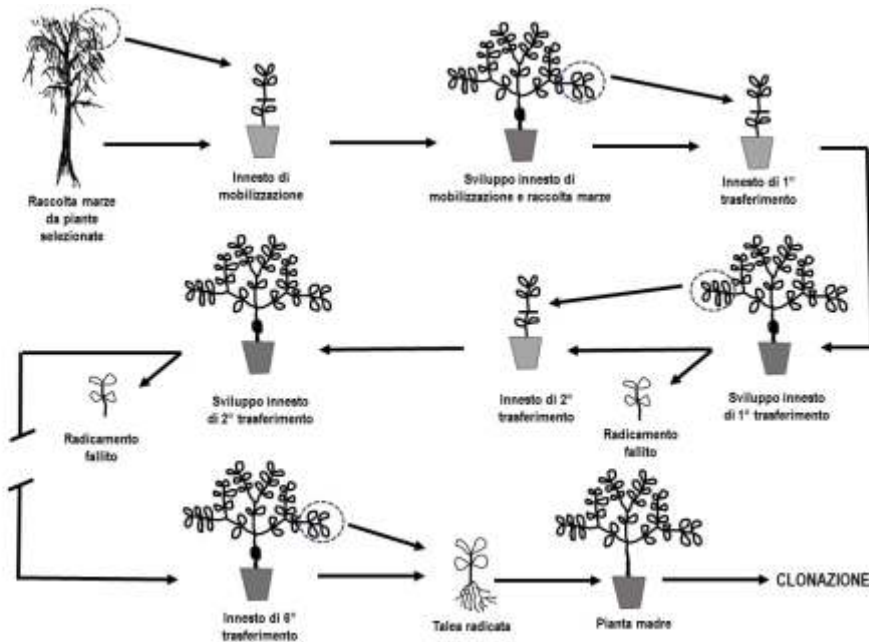 Raccolta marze
da piante
selezionate
Innesto di
mobilizzazione
Sviluppo innesto di
mobilizzazione e raccolta marze
Innesto di 1°
trasferimento
Sviluppo innesto
di 2° trasferimento
Innesto di 2°
trasferimento
Sviluppo innesto
di 1° trasferimento
Radicamento
fallito
Radicamento
fallito
Innesto di 6°
trasferimento
Talea radicata
Pianta madre
CLONAZIONE